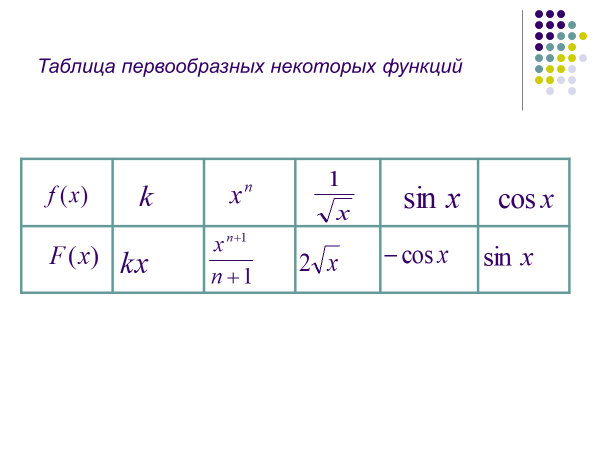 Таблица первообразных некоторых функций
f(x) k xⁿ 1/√x sin x cos x
F(x) kx xⁿ⁺¹/n+1 2√x −cos x sin x